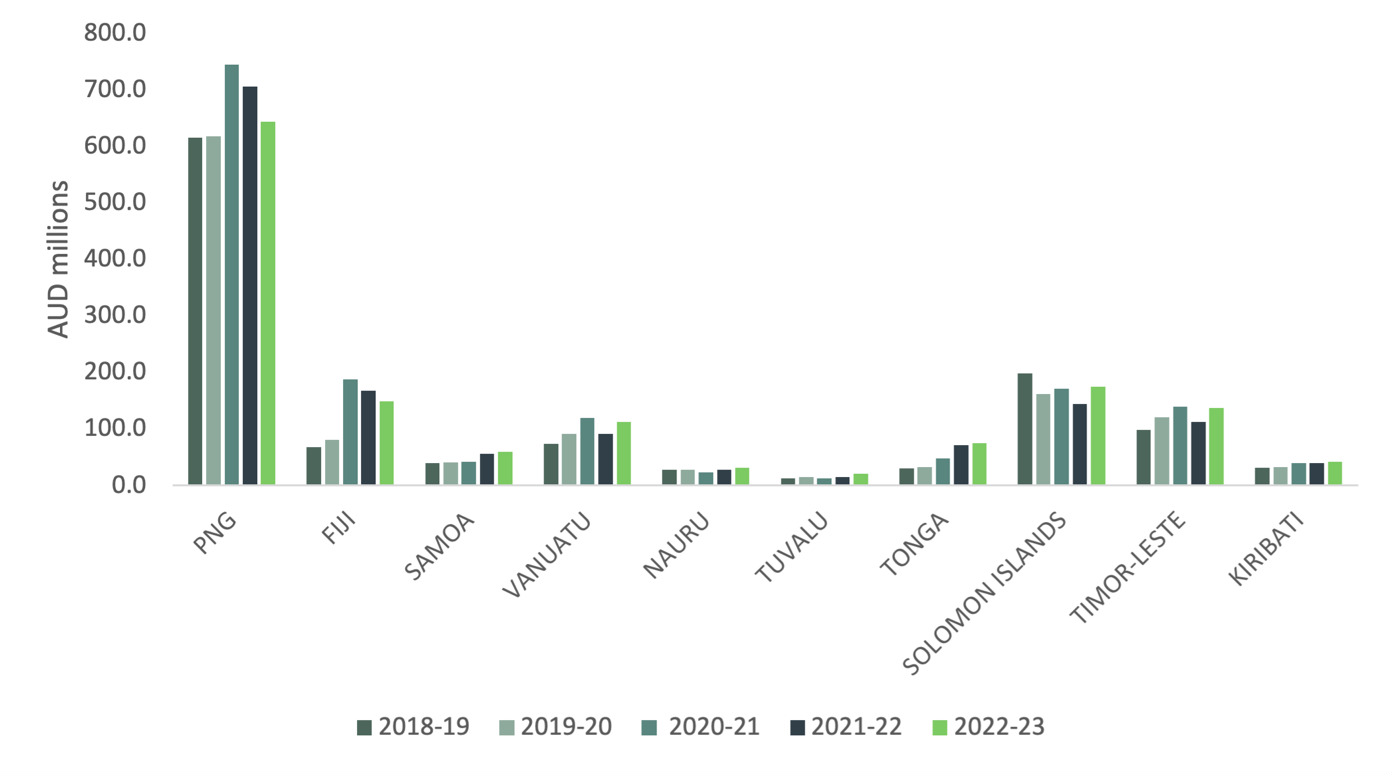 800.0
700.0
600.0
500.0
400.0
300.0
200.0
100.0
0.0
AUD millions
PNG
FIJI
SAMOA
VANUATU
NAURU
TUVALU
TONGA
SOLOMON ISLANDS
TIMOR-LESTE
KIRIBATI
2018-19 2019-20 2020-21 2021-22 2022-23